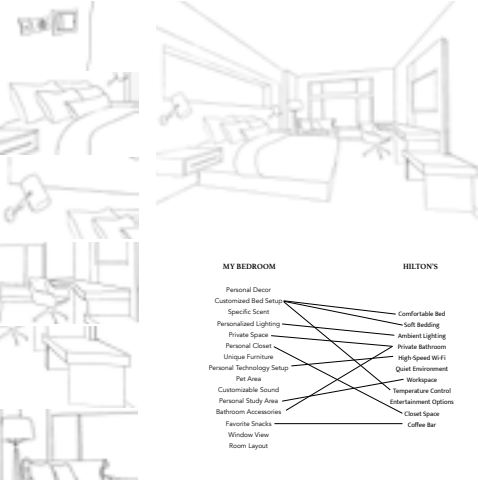 MY BEDROOM
Personal Decor
Customized Bed Setup
Specific Scent
Personalized Lighting
Private Space
Personal Closet
Unique Furniture
Personal Technology Setup
Pet Area
Customizable Sound
Personal Study Area
Bathroom Accessories
Favorite Snacks
Window View
Room Layout
HILTON'S
Comfortable Bed
Soft Bedding
Ambient Lighting
Private Bathroom
High-Speed Wi-Fi
Quiet Environment
Workspace
Temperature Control
Entertainment Options
Closet Space
Coffee Bar